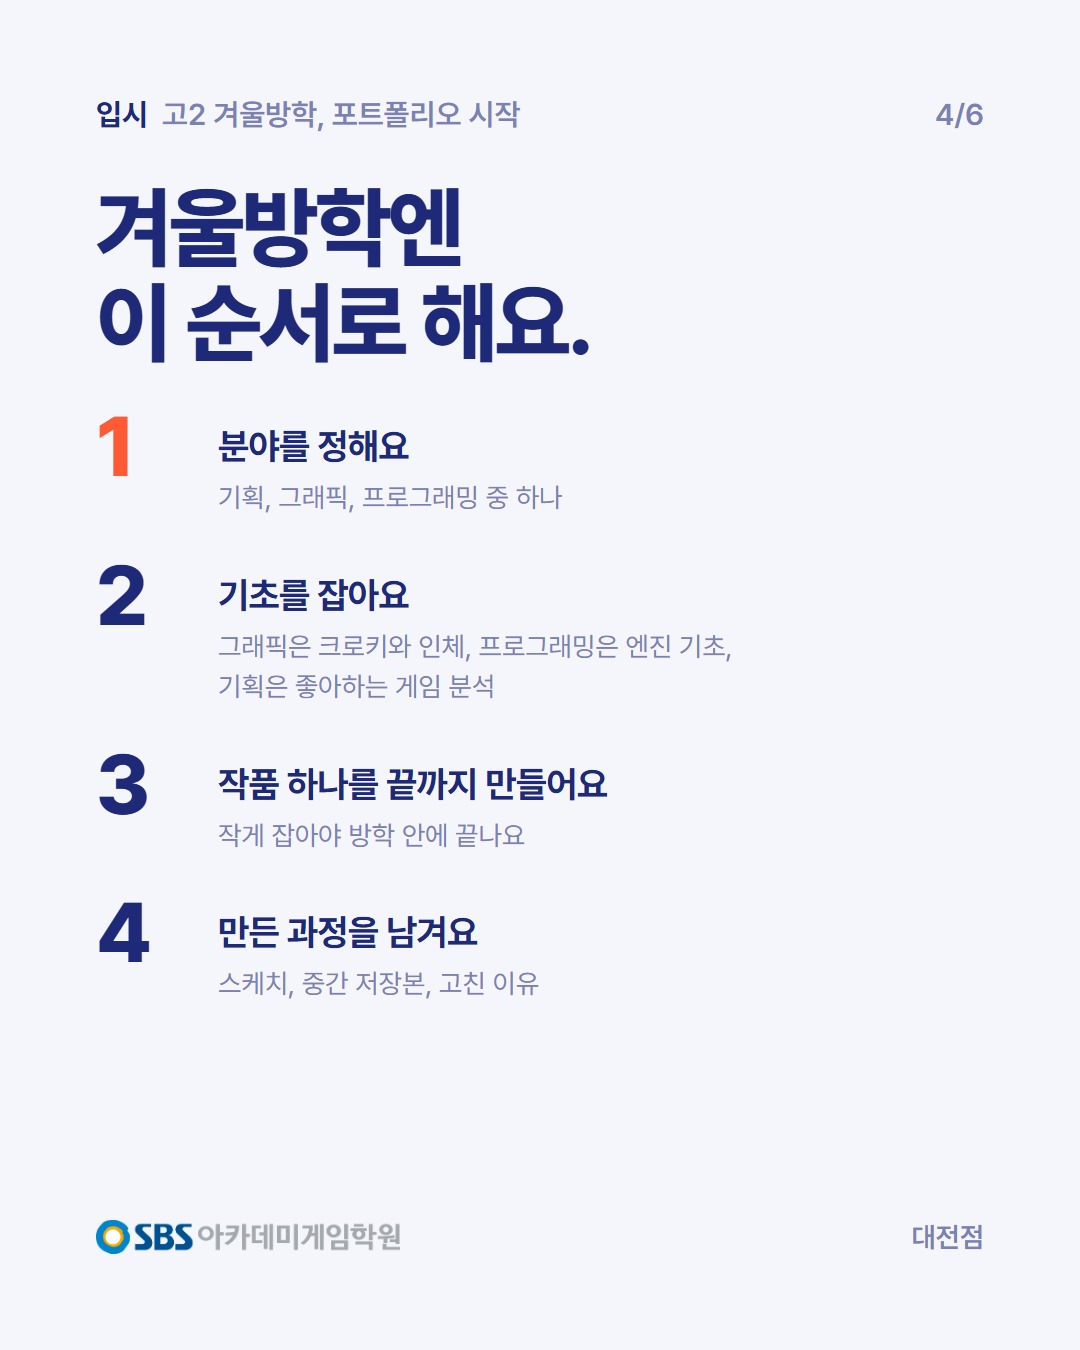 입시 고2 겨울방학, 포트폴리오 시작 4/6
겨울방학엔
이 순서로 해요.
1 분야를 정해요
기획, 그래픽, 프로그래밍 중 하나
2 기초를 잡아요
그래픽은 크로키와 인체, 프로그래밍은 엔진 기초,
기획은 좋아하는 게임 분석
3 작품 하나를 끝까지 만들어요
작게 잡아야 방학 안에 끝나요
4 만든 과정을 남겨요
스케치, 중간 저장본, 고친 이유
SBS 아카데미게임학원 대전점